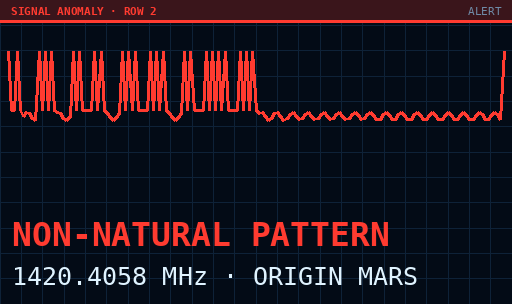 SIGNAL ANOMALY · ROW 2
ALERT
NON-NATURAL PATTERN
1420.4058 MHz · ORIGIN MARS